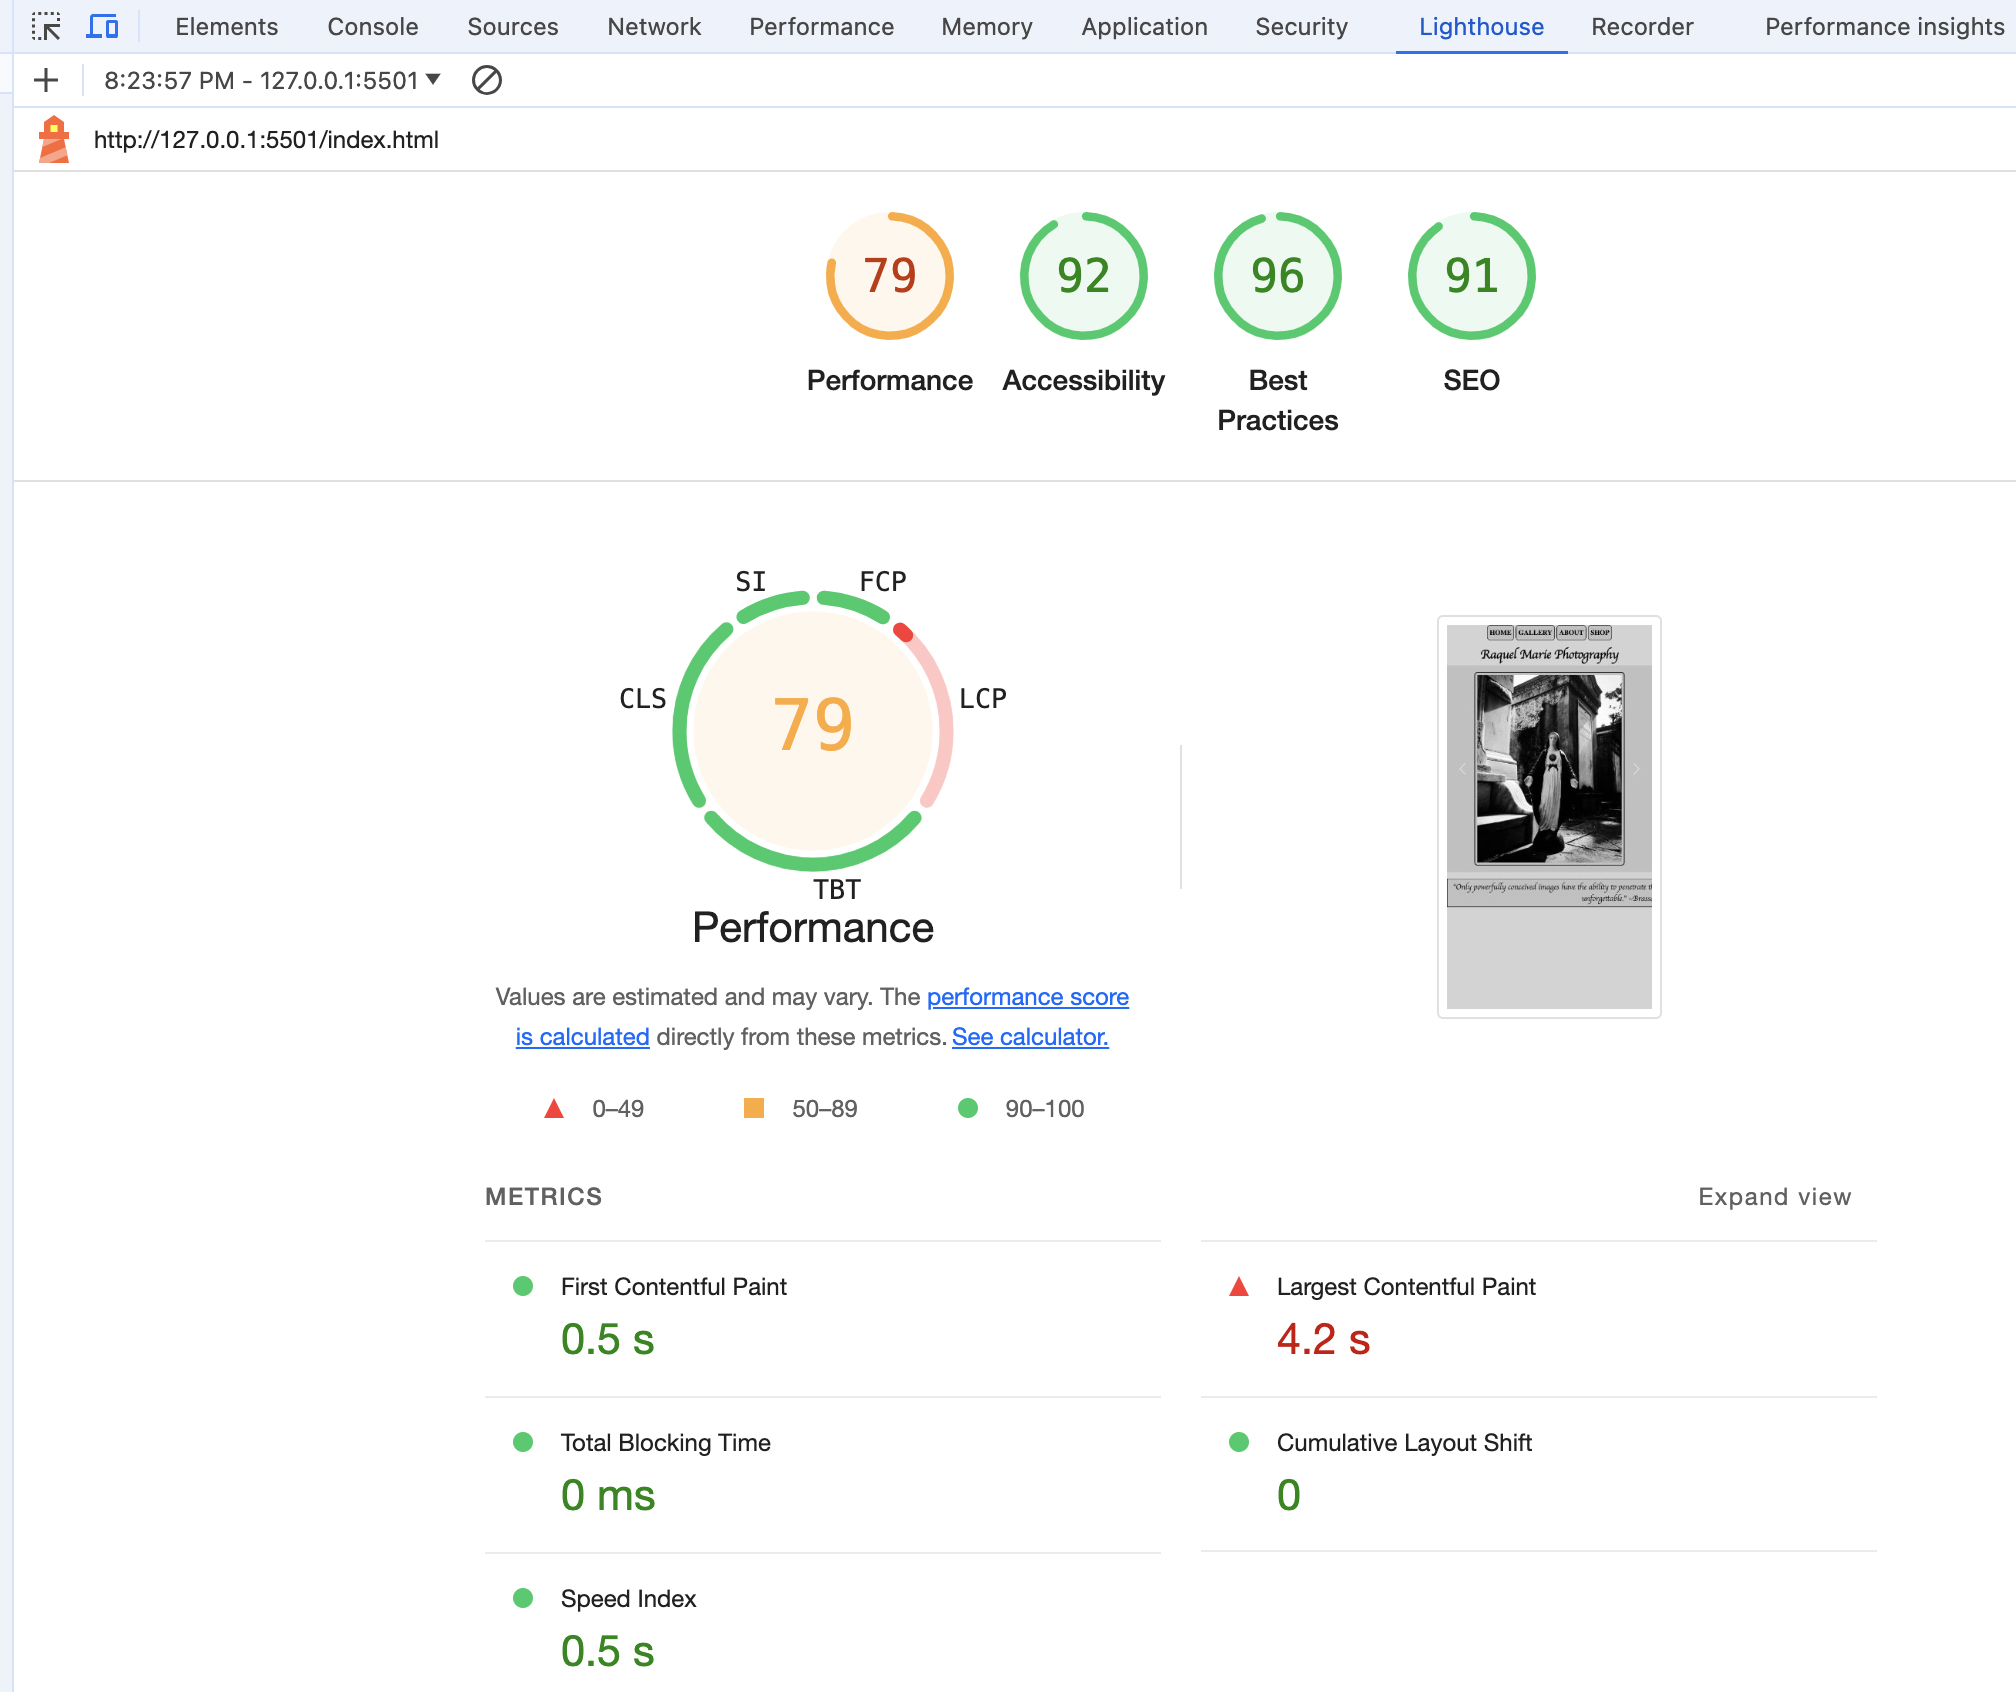 Elements Console Sources Network Performance Memory Application Security Lighthouse Recorder Performance insights
8:23:57 PM - 127.0.0.1:5501
http://127.0.0.1:5501/index.html
79 92 96 91
Performance Accessibility Best Practices SEO
SI FCP
CLS LCP
79
TBT
Performance
Values are estimated and may vary. The performance score
is calculated directly from these metrics. See calculator.
0–49 50–89 90–100
HOME GALLERY ABOUT SHOP
Raquel Marie Photography
"Only powerfully conceived images have the ability to penetrate
unforgettable." ~
METRICS Expand view
First Contentful Paint
0.5 s
Largest Contentful Paint
4.2 s
Total Blocking Time
0 ms
Cumulative Layout Shift
0
Speed Index
0.5 s